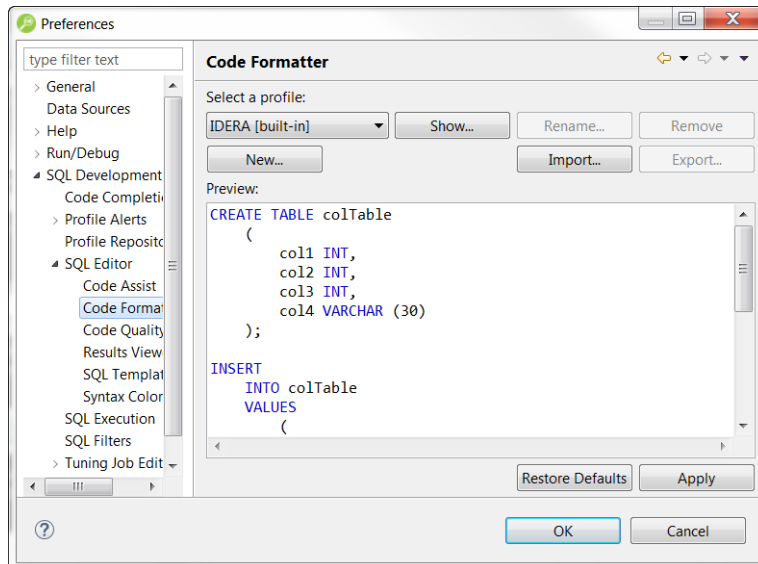 Preferences
type filter text
General
Data Sources
Help
Run/Debug
SQL Development
Code Completi
Profile Alerts
Profile Reposito
SQL Editor
Code Assist
Code Format
Code Quality
Results View
SQL Templat
Syntax Color
SQL Execution
SQL Filters
Tuning Job Edit
Code Formatter
Select a profile:
IDERA [built-in]
Show...
Rename...
Remove
New...
Import...
Export...
Preview:
CREATE TABLE colTable
(
col1 INT,
col2 INT,
col3 INT,
col4 VARCHAR (30)
);
INSERT
INTO colTable
VALUES
(
Restore Defaults
Apply
OK
Cancel